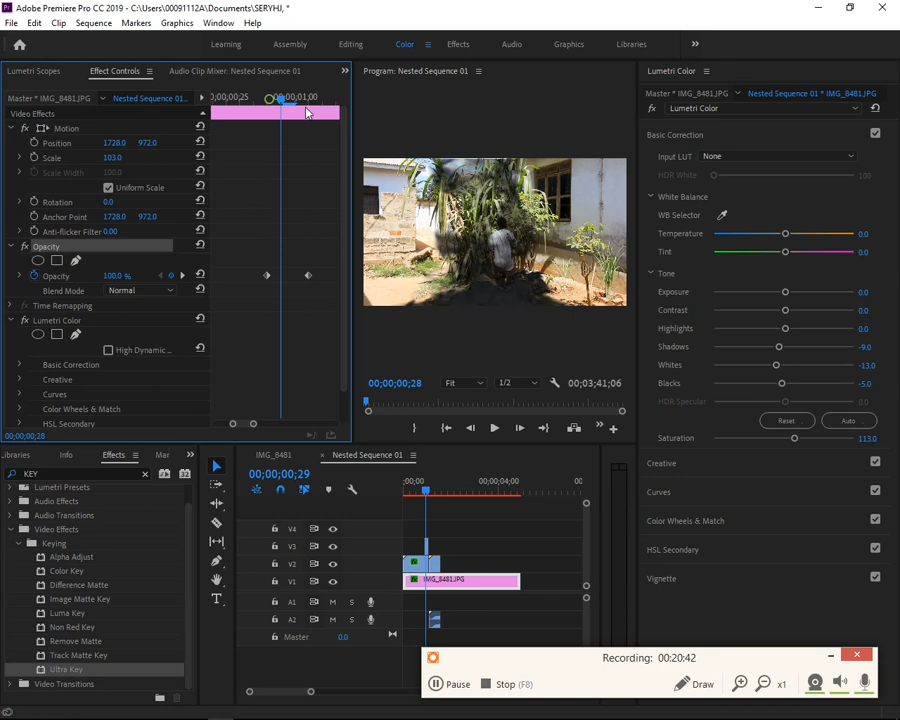 Adobe Premiere Pro CC 2019 - C:\Users\0091112A\Documents\SERYHJ, *
File Edit Clip Sequence Markers Graphics Window Help
Learning Assembly Editing Color Effects Audio Graphics Libraries
Lumetri Scopes Effect Controls Audio Clip Mixer: Nested Sequence 01
Master * IMG_8481.JPG Nested Sequence 01...
;00;00;25 00;00;01;00
Video Effects
fx Motion
Position 1728.0 972.0
Scale 103.0
Scale Width 100.0
Uniform Scale
Rotation 0.0
Anchor Point 1728.0 972.0
Anti-flicker Filter 0.00
fx Opacity
Opacity 100.0 %
Blend Mode Normal
fx Time Remapping
fx Lumetri Color
High Dynamic ...
Basic Correction
Creative
Curves
Color Wheels & Match
HSL Secondary
00;00;00;28
Program: Nested Sequence 01
00;00;00;28 Fit 1/2 00;03;41;06
Lumetri Color
Master * IMG_8481.JPG Nested Sequence 01 * IMG_8481.JPG
fx Lumetri Color
Basic Correction
Input LUT None
HDR White 100
White Balance
WB Selector
Temperature 0.0
Tint 0.0
Tone
Exposure 0.0
Contrast 0.0
Highlights 0.0
Shadows -9.0
Whites -13.0
Blacks -5.0
HDR Specular 0.0
Reset Auto
Saturation 113.0
Creative
Curves
Color Wheels & Match
HSL Secondary
Vignette
Libraries Effects Mar
KEY
Lumetri Presets
Audio Effects
Audio Transitions
Video Effects
Keying
Alpha Adjust
Color Key
Difference Matte
Image Matte Key
Luma Key
Non Red Key
Remove Matte
Track Matte Key
Ultra Key
Video Transitions
IMG_8481 × Nested Sequence 01
00;00;00;29
;00;00 00;00;04;00 00
V4
V3
V2
V1 fx IMG_8481.JPG
A1 M S
A2 M S
Master 0.0
Recording: 00:20:42
Pause Stop (F8) Draw x1